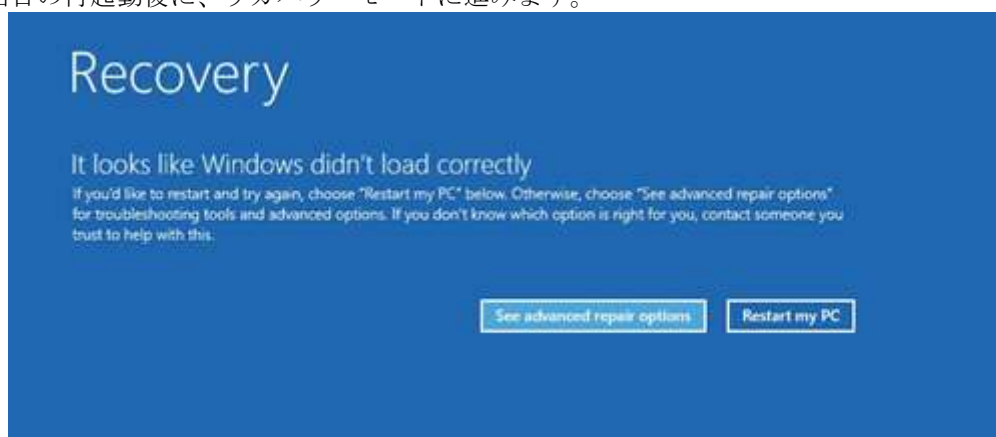 の再起動後に、リカバリーモードに進みます。
Recovery
It looks like Windows didn't load correctly
If you'd like to restart and try again, choose "Restart my PC" below. Otherwise, choose "See advanced repair options"
for troubleshooting tools and advanced options. If you don't know which option is right for you, contact someone you
trust to help with this.
See advanced repair options
Restart my PC